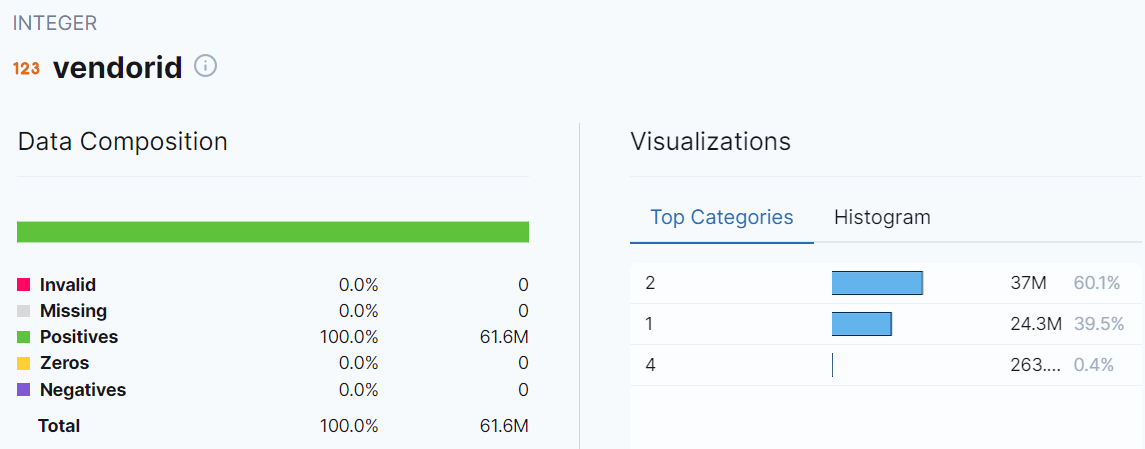 INTEGER
123 vendorid
Data Composition
Invalid 0.0% 0
Missing 0.0% 0
Positives 100.0% 61.6M
Zeros 0.0% 0
Negatives 0.0% 0
Total 100.0% 61.6M
Visualizations
Top Categories Histogram
2 37M 60.1%
1 24.3M 39.5%
4 263.... 0.4%